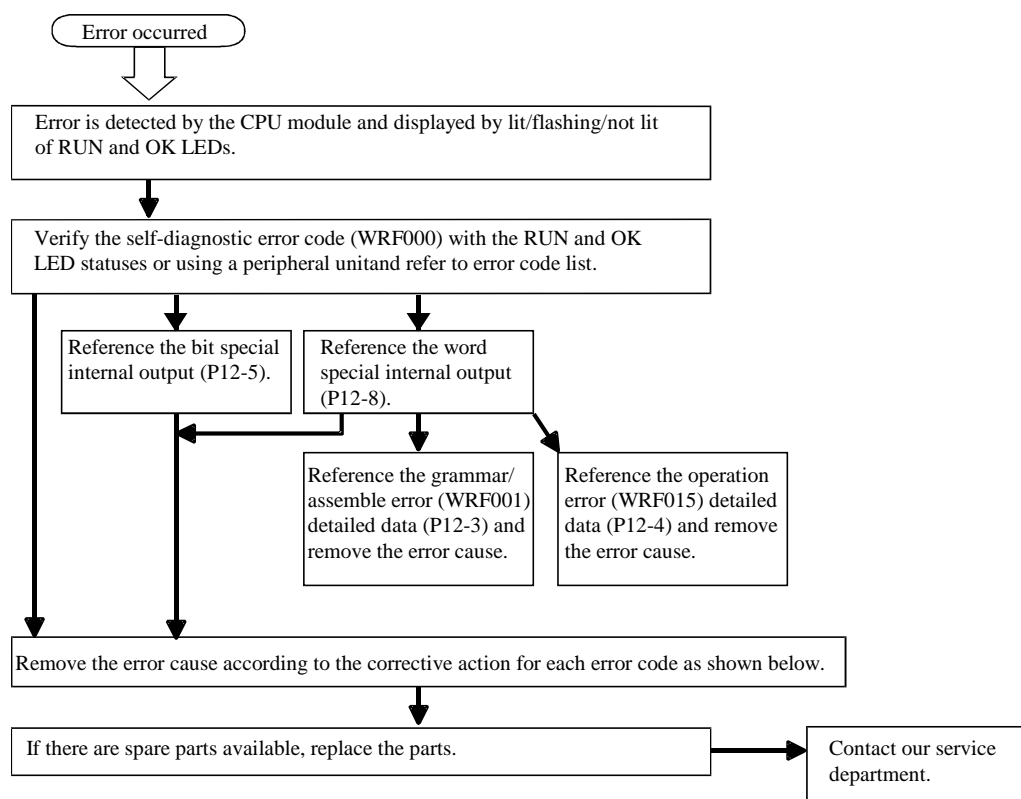 Error occurred
Error is detected by the CPU module and displayed by lit/flashing/not lit
of RUN and OK LEDs.
Verify the self-diagnostic error code (WRF000) with the RUN and OK
LED statuses or using a peripheral unitand refer to error code list.
Reference the bit special
internal output (P12-5).
Reference the word
special internal output
(P12-8).
Reference the grammar/
assemble error (WRF001)
detailed data (P12-3) and
remove the error cause.
Reference the operation
error (WRF015) detailed
data (P12-4) and remove
the error cause.
Remove the error cause according to the corrective action for each error code as shown below.
If there are spare parts available, replace the parts.
Contact our service
department.